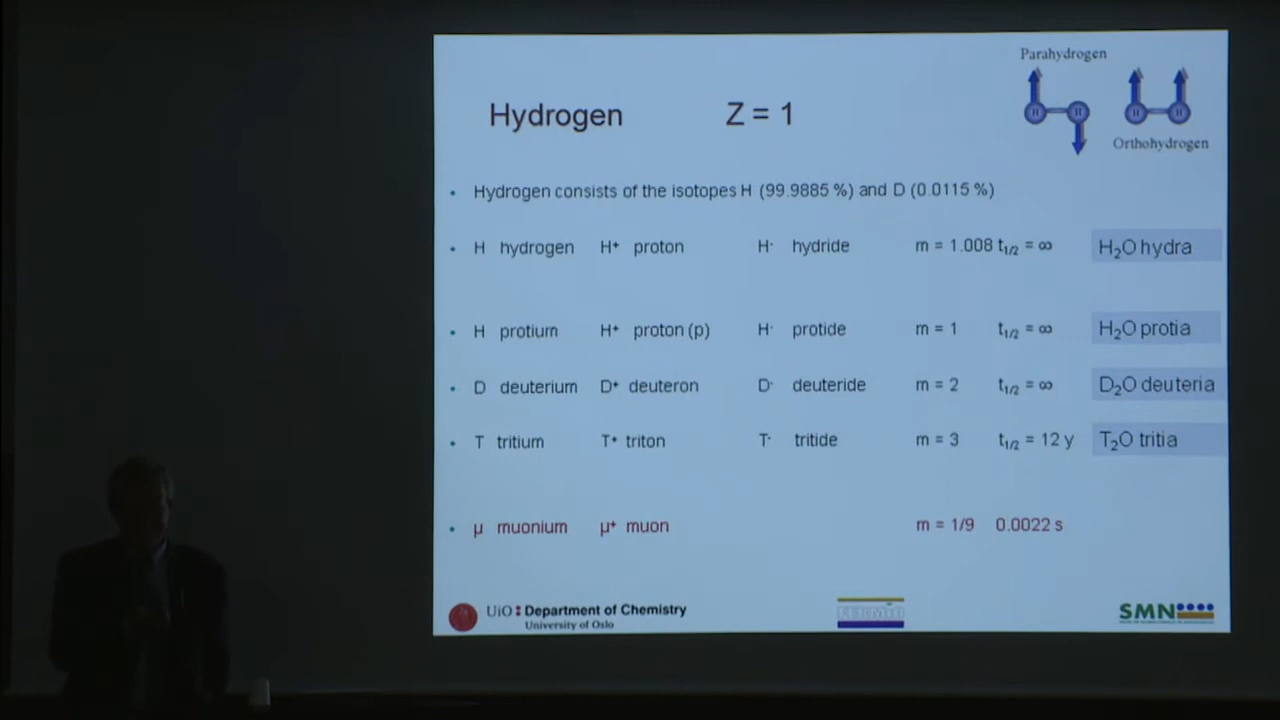 Parahydrogen
Hydrogen Z = 1
H H H H
Orthohydrogen
• Hydrogen consists of the isotopes H (99.9885 %) and D (0.0115 %)
• H hydrogen H⁺ proton H⁻ hydride m = 1.008 t1/2 = ∞ H₂O hydra
• H protium H⁺ proton (p) H⁻ protide m = 1 t1/2 = ∞ H₂O protia
• D deuterium D⁺ deuteron D⁻ deuteride m = 2 t1/2 = ∞ D₂O deuteria
• T tritium T⁺ triton T⁻ tritide m = 3 t1/2 = 12 y T₂O tritia
• µ muonium µ⁺ muon m = 1/9 0.0022 s
UiO: Department of Chemistry
University of Oslo
SMN